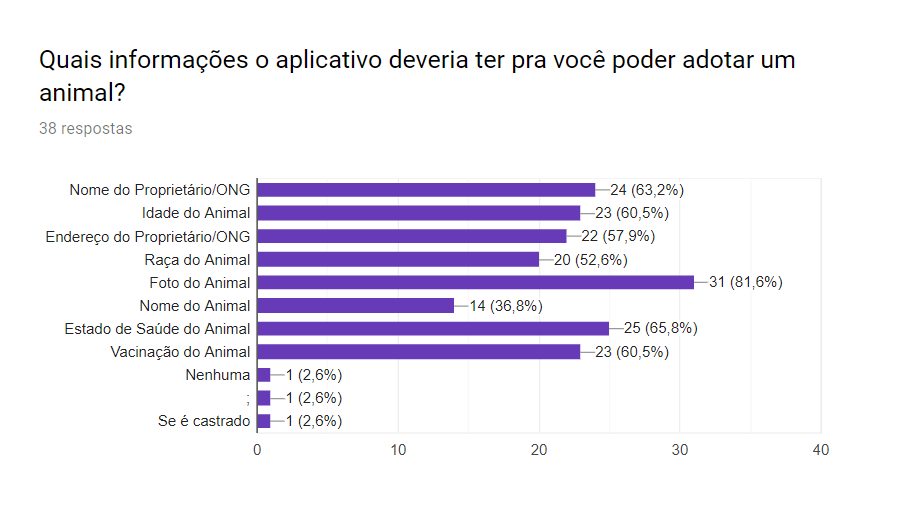 Quais informações o aplicativo deveria ter pra você poder adotar um
animal?
38 respostas
Nome do Proprietário/ONG 24 (63,2%)
Idade do Animal 23 (60,5%)
Endereço do Proprietário/ONG 22 (57,9%)
Raça do Animal 20 (52,6%)
Foto do Animal 31 (81,6%)
Nome do Animal 14 (36,8%)
Estado de Saúde do Animal 25 (65,8%)
Vacinação do Animal 23 (60,5%)
Nenhuma 1 (2,6%)
; 1 (2,6%)
Se é castrado 1 (2,6%)
0 10 20 30 40